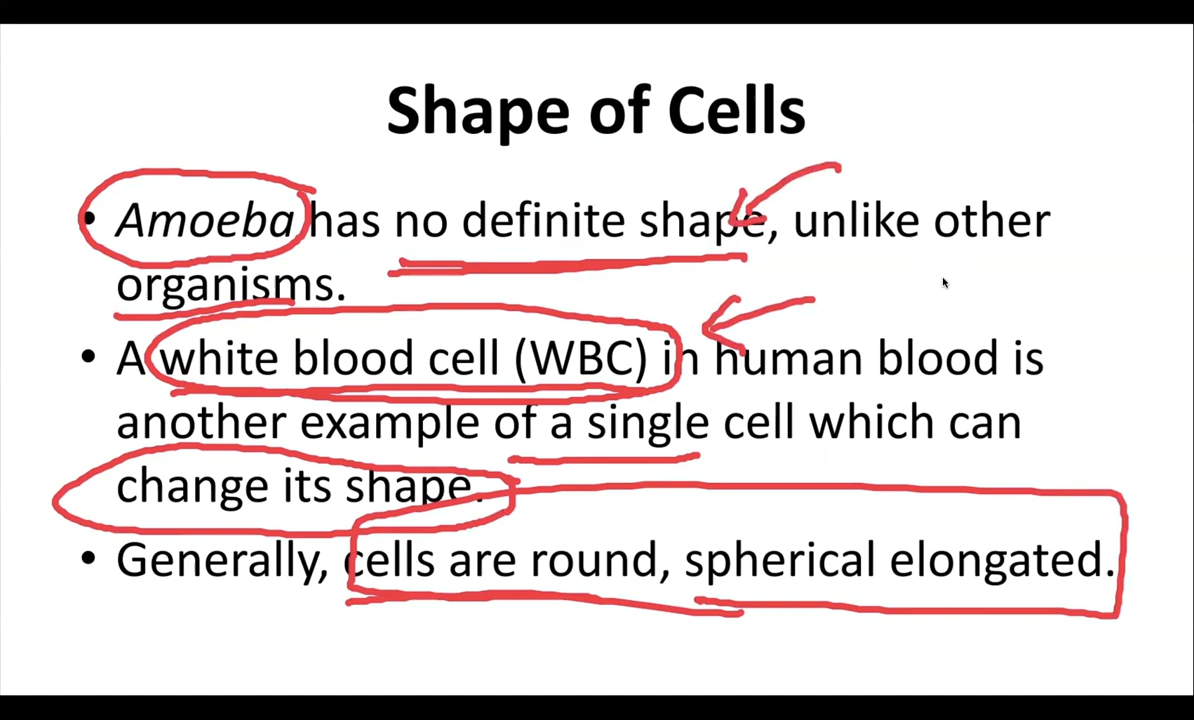 Shape of Cells
• Amoeba has no definite shape, unlike other
organisms.
• A white blood cell (WBC) in human blood is
another example of a single cell which can
change its shape.
• Generally, cells are round, spherical elongated.